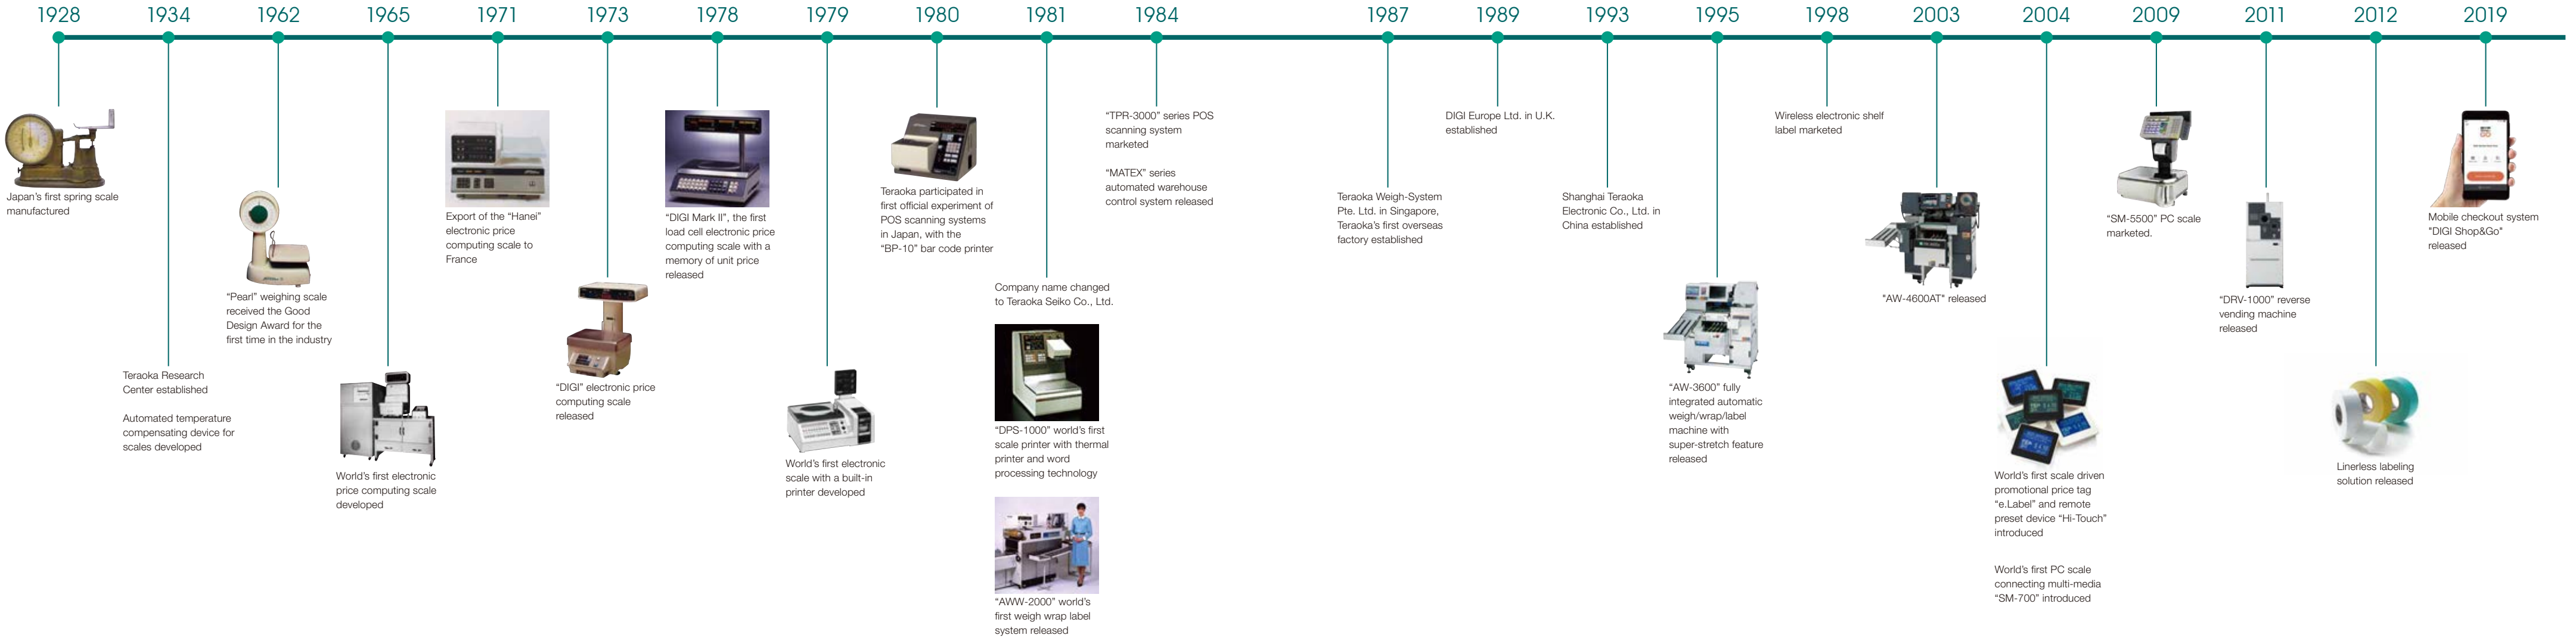 1928
1934
1962
1965
1971
1973
1978
1979
1980
1981
1984
1987
1989
1993
1995
1998
2003
2004
2009
2011
2012
2019
Japan's first spring scale
manufactured
Teraoka Research
Center established
Automated temperature
compensating device for
scales developed
“Pearl” weighing scale
received the Good
Design Award for the
first time in the industry
World's first electronic
price computing scale
developed
Export of the “Hanei”
electronic price
computing scale to
France
“DIGI” electronic price
computing scale
released
“DIGI Mark II”, the first
load cell electronic price
computing scale with a
memory of unit price
released
World's first electronic
scale with a built-in
printer developed
Teraoka participated in
first official experiment of
POS scanning systems
in Japan, with the
“BP-10” bar code printer
Company name changed
to Teraoka Seiko Co., Ltd.
“DPS-1000” world's first
scale printer with thermal
printer and word
processing technology
“AWW-2000” world's
first weigh wrap label
system released
“TPR-3000” series POS
scanning system
marketed
“MATEX” series
automated warehouse
control system released
Teraoka Weigh-System
Pte. Ltd. in Singapore,
Teraoka's first overseas
factory established
DIGI Europe Ltd. in U.K.
established
Shanghai Teraoka
Electronic Co., Ltd. in
China established
“AW-3600” fully
integrated automatic
weigh/wrap/label
machine with
super-stretch feature
released
Wireless electronic shelf
label marketed
"AW-4600AT" released
World's first scale driven
promotional price tag
“e.Label” and remote
preset device “Hi-Touch”
introduced
World's first PC scale
connecting multi-media
“SM-700” introduced
“SM-5500” PC scale
marketed.
“DRV-1000” reverse
vending machine
released
Linerless labeling
solution released
Mobile checkout system
"DIGI Shop&Go"
released